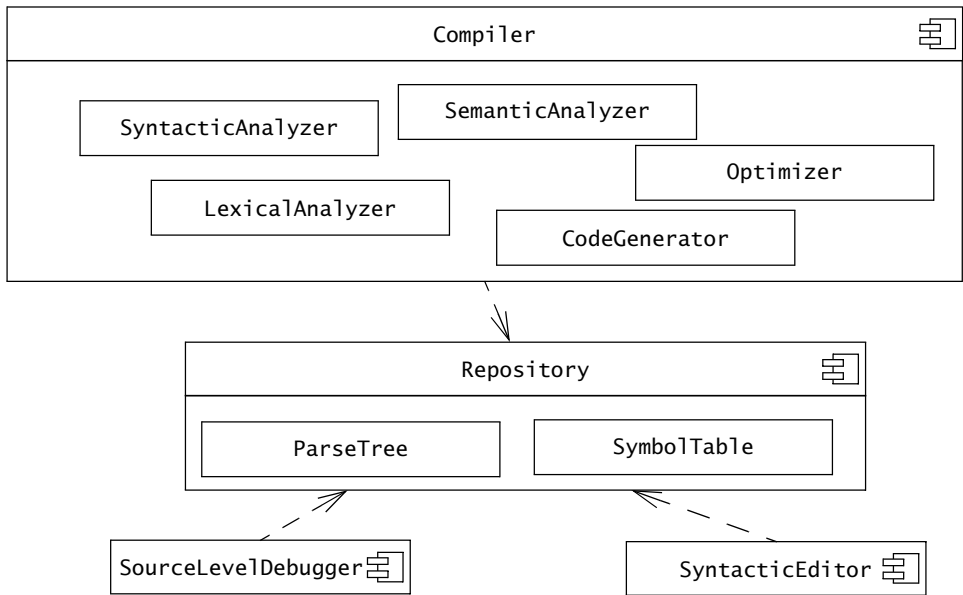 Compiler
SemanticAnalyzer
SyntacticAnalyzer
Optimizer
LexicalAnalyzer
CodeGenerator
Repository
ParseTree
SymbolTable
SourceLevelDebugger
SyntacticEditor